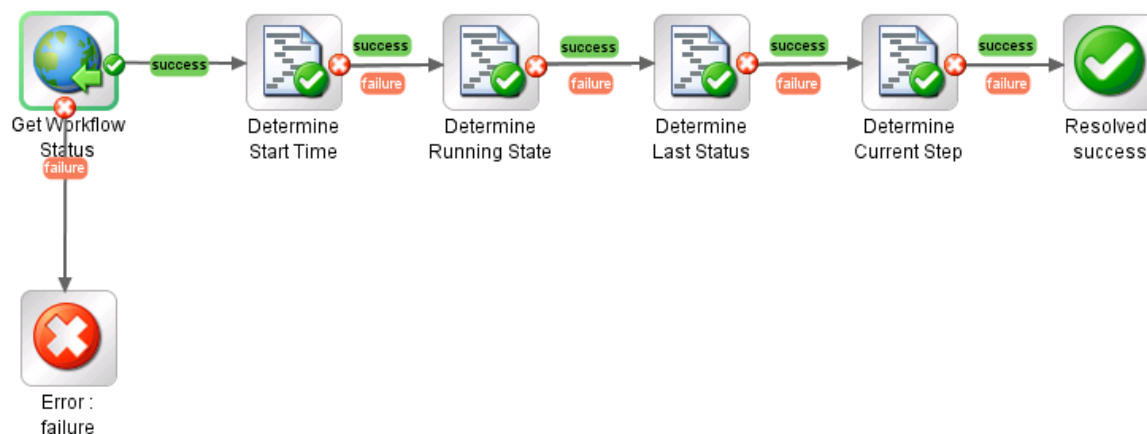 success
success
failure
success
failure
success
failure
success
failure
Get Workflow
Status
failure
Determine
Start Time
Determine
Running State
Determine
Last Status
Determine
Current Step
Resolved
success
Error :
failure